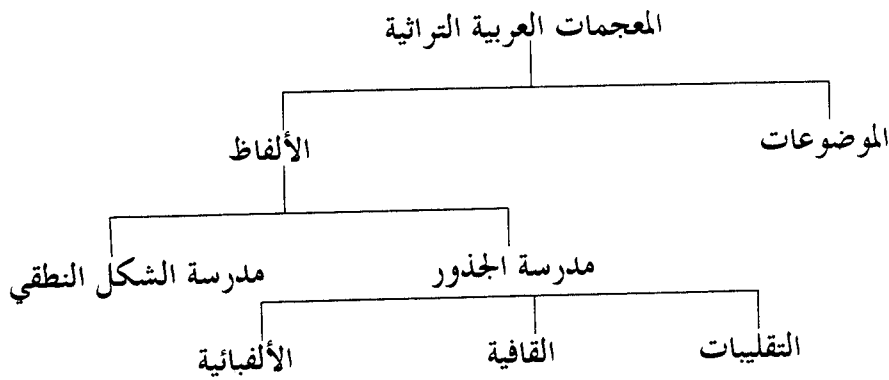 المعجمات العربية التراثية
الموضوعات
الألفاظ
مدرسة الجذور
مدرسة الشكل النطقي
التقليبات
القافية
الألفبائية